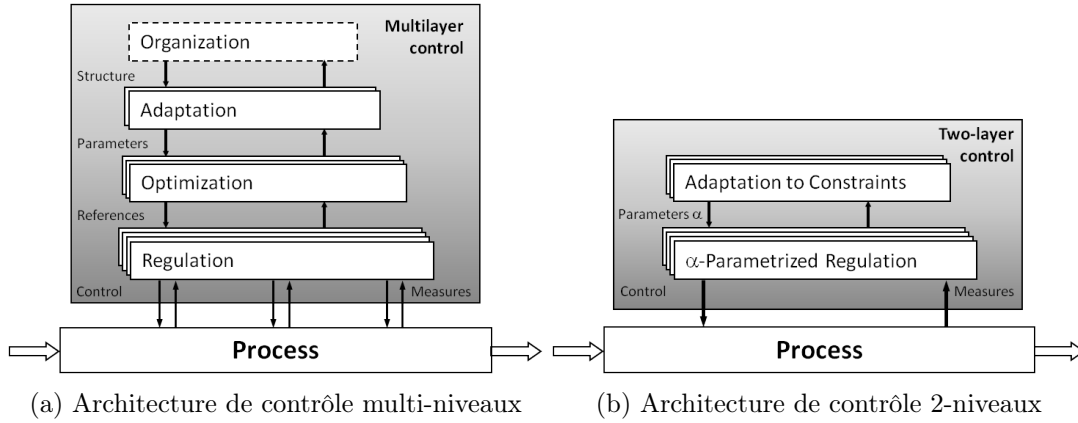 Multilayer
control
Organization
Structure
Adaptation
Parameters
Optimization
References
Regulation
Control
Measures
Process
(a) Architecture de contrôle multi-niveaux
Two-layer
control
Adaptation to Constraints
Parameters α
α-Parametrized Regulation
Control
Measures
Process
(b) Architecture de contrôle 2-niveaux